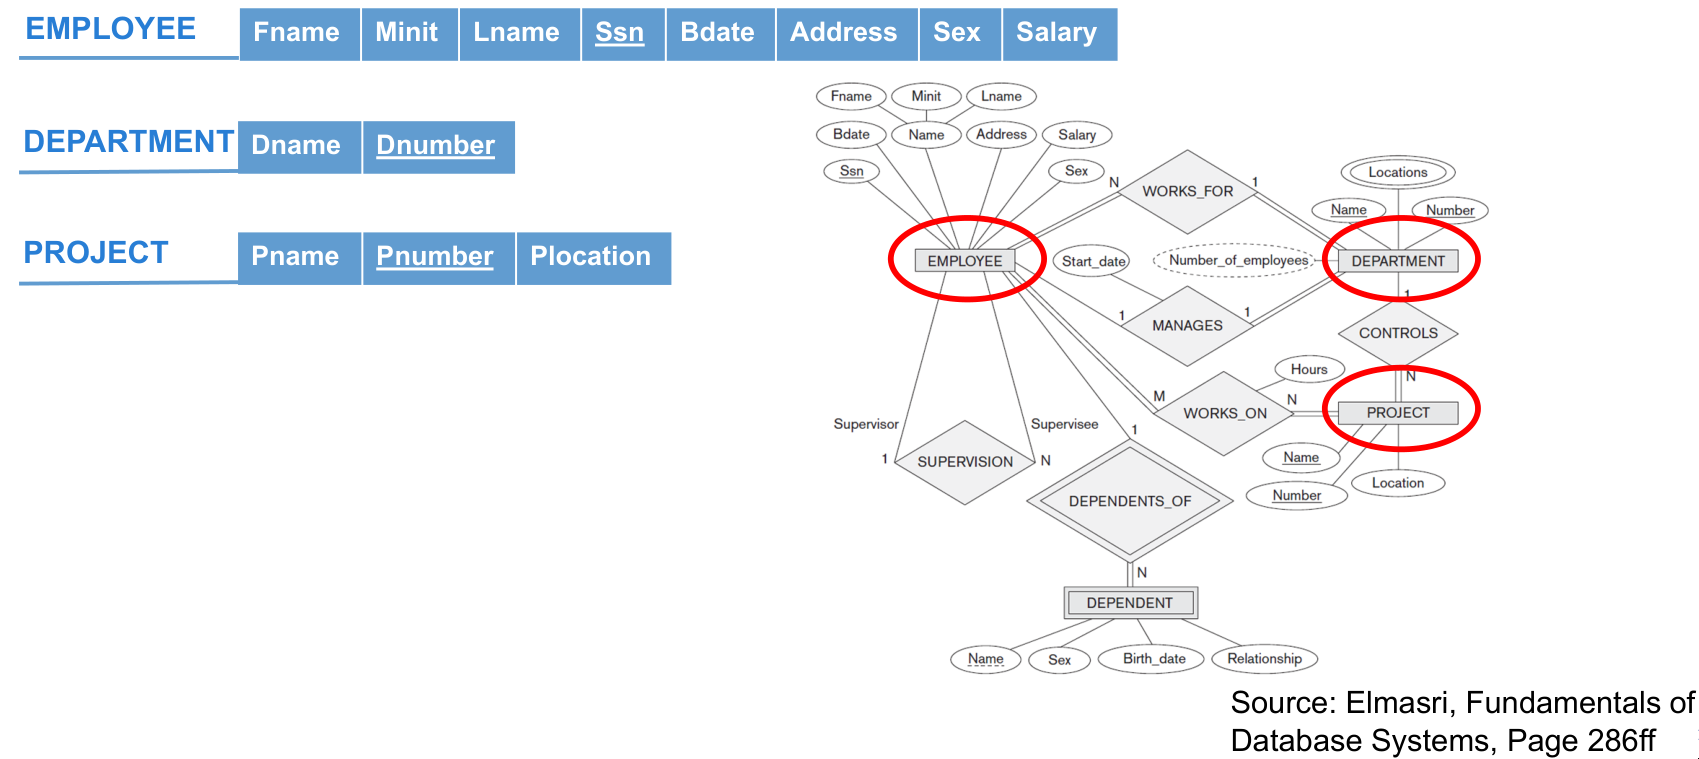 EMPLOYEE Fname Minit Lname Ssn Bdate Address Sex Salary
DEPARTMENT Dname Dnumber
PROJECT Pname Pnumber Plocation
Fname Minit Lname
Bdate Name Address Salary
Ssn Sex
N WORKS_FOR 1
Locations
Name Number
EMPLOYEE Start_date Number_of_employees DEPARTMENT
1 MANAGES 1
1
CONTROLS
N
Hours
M WORKS_ON N PROJECT
Supervisor Supervisee
1 SUPERVISION N
1
Name
Number Location
DEPENDENTS_OF
N
DEPENDENT
Name Sex Birth_date Relationship
Source: Elmasri, Fundamentals of
Database Systems, Page 286ff